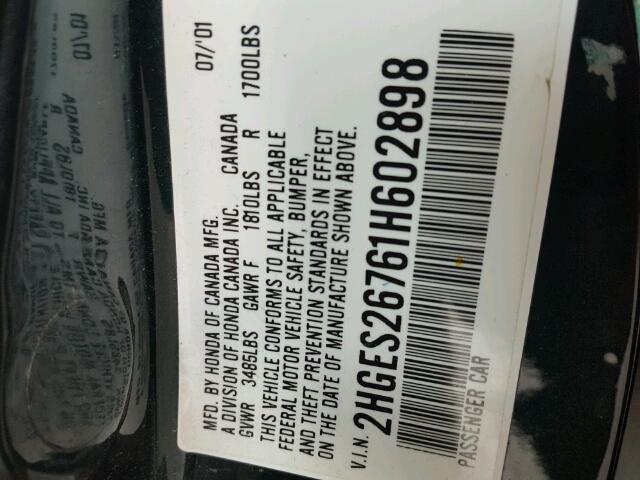 MFD. BY HONDA OF CANADA MFG. 07/'01
A DIVISION OF HONDA CANADA INC. CANADA
GVWR 3485LBS GAWR F 1810LBS R 1700LBS
THIS VEHICLE CONFORMS TO ALL APPLICABLE
FEDERAL MOTOR VEHICLE SAFETY, BUMPER,
AND THEFT PREVENTION STANDARDS IN EFFECT
ON THE DATE OF MANUFACTURE SHOWN ABOVE.
V.I.N. 2HGES26761H602898
PASSENGER CAR